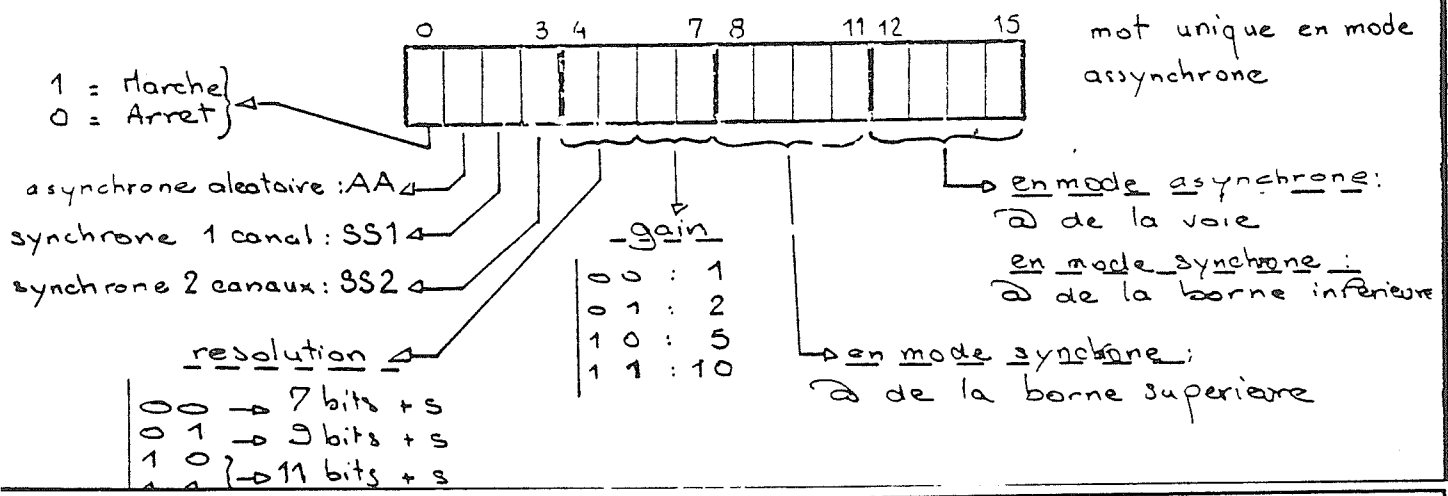 0 3 4 7 8 11 12 15
mot unique en mode
assynchrone
1 = Marche
0 = Arret
asynchrone aleatoire : AA
synchrone 1 canal : SS1
synchrone 2 canaux : SS2
resolution
00 → 7 bits + s
01 → 9 bits + s
10
11 bits + s
gain
00 : 1
01 : 2
10 : 5
11 : 10
en mode synchrone :
@ de la borne superieure
en mode asynchrone :
@ de la voie
en mode synchrone :
@ de la borne inferieure